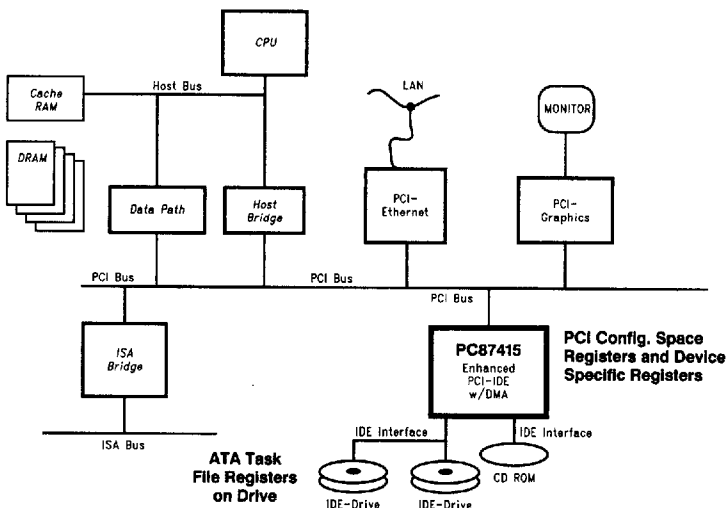 CPU
Host Bus
Cache
RAM
LAN
MONITOR
DRAM
Data Path
Host
Bridge
PCI-
Ethernet
PCI-
Graphics
PCI Bus
PCI Bus
PCI Bus
ISA
Bridge
PC87415
Enhanced
PCI-IDE
w/DMA
PCI Config. Space
Registers and Device
Specific Registers
ISA Bus
IDE Interface
IDE Interface
ATA Task
File Registers
on Drive
IDE-Drive
IDE-Drive
CD ROM